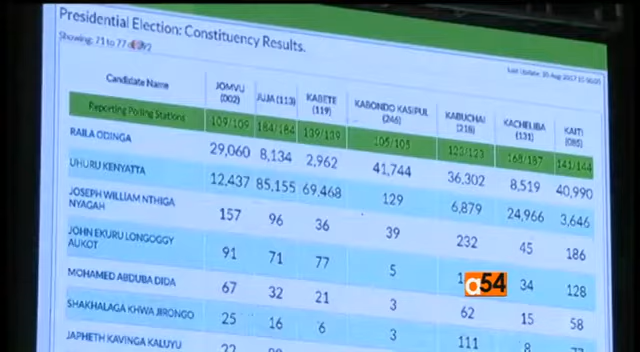 Presidential Election: Constituency Results.
Showing: 71 to 77 of
Last Update: 10 Aug 2017
Candidate Name JOMVU (002) JUJA (113) KABETE (119) KABONDO KASIPUL (246) KABUCHAI (218) KACHELIBA (131) KAITI (085)
Reporting Polling Stations 109/109 184/184 139/139 105/105 123/123 141/144
RAILA ODINGA 29,060 8,134 2,962 41,744 36,302 8,519 40,990
UHURU KENYATTA 12,437 85,155 69,468 129 6,879 24,966 3,646
JOSEPH WILLIAM NTHIGA NYAGAH 157 96 36 39 232 45 186
JOHN EKURU LONGOGGY AUKOT 91 71 77 5 34 128
MOHAMED ABDUBA DIDA 67 32 21 3 62 15 58
SHAKHALAGA KHWA JIRONGO 25 16 6 3 111 8
JAPHETH KAVINGA KALUYU
a54